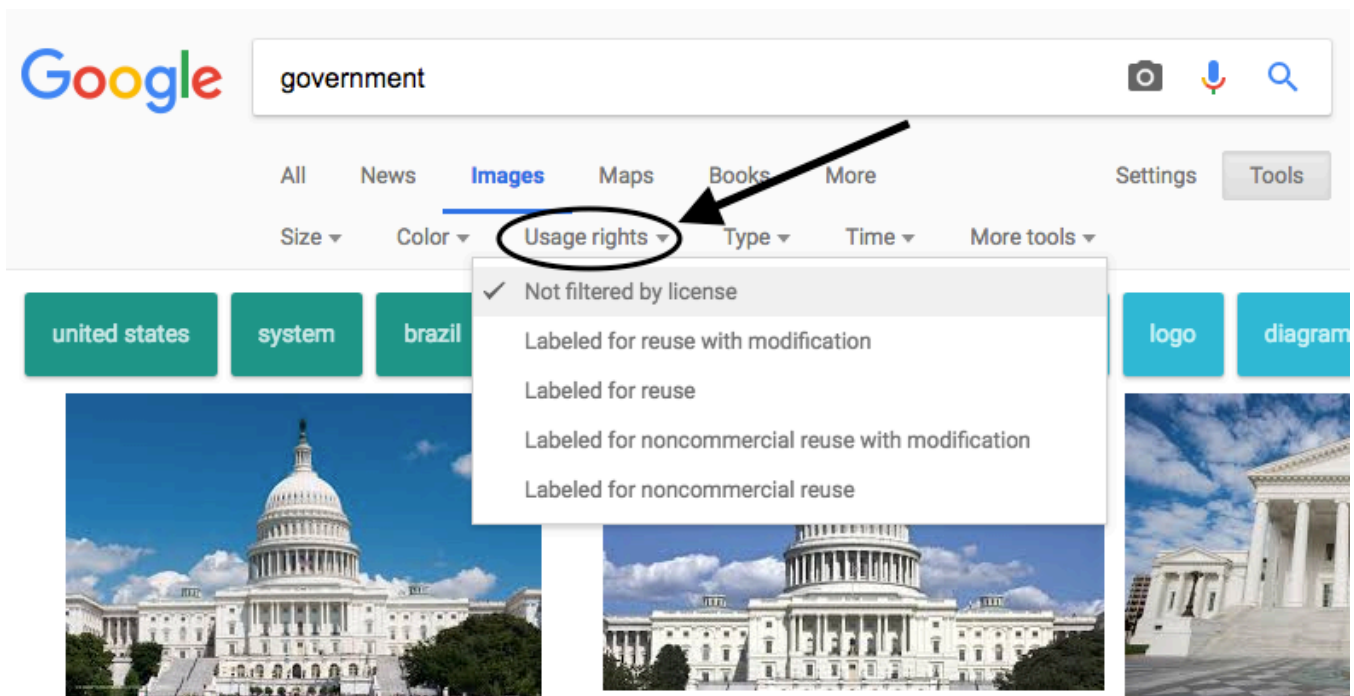 Google government
All News Images Maps Books More Settings Tools
Size Color Usage rights Type Time More tools
Not filtered by license
united states system brazil logo diagram
Labeled for reuse with modification
Labeled for reuse
Labeled for noncommercial reuse with modification
Labeled for noncommercial reuse